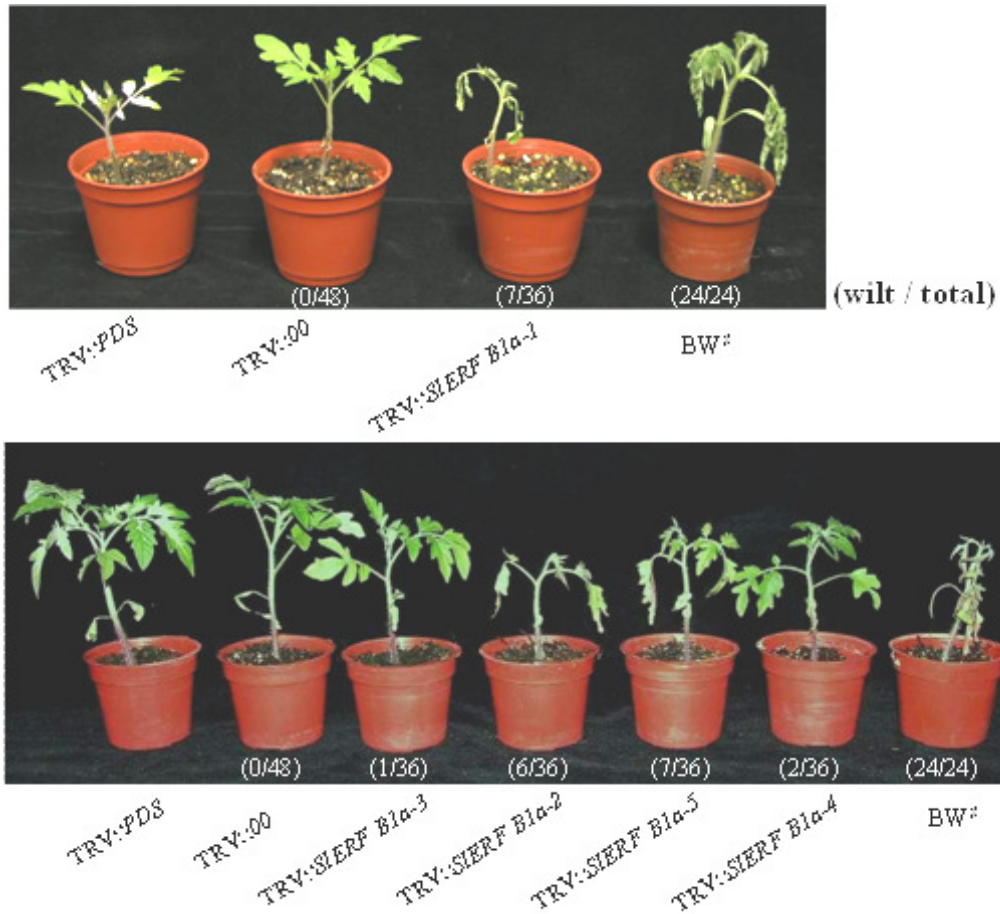 (0/48) (7/36) (24/24) (wilt / total)
TRV::PDS TRV::00 TRV::SlERF B1a-1 BW#
(0/48) (1/36) (6/36) (7/36) (2/36) (24/24)
TRV::PDS TRV::00 TRV::SlERF B1a-3 TRV::SlERF B1a-2 TRV::SlERF B1a-5 TRV::SlERF B1a-4 BW#